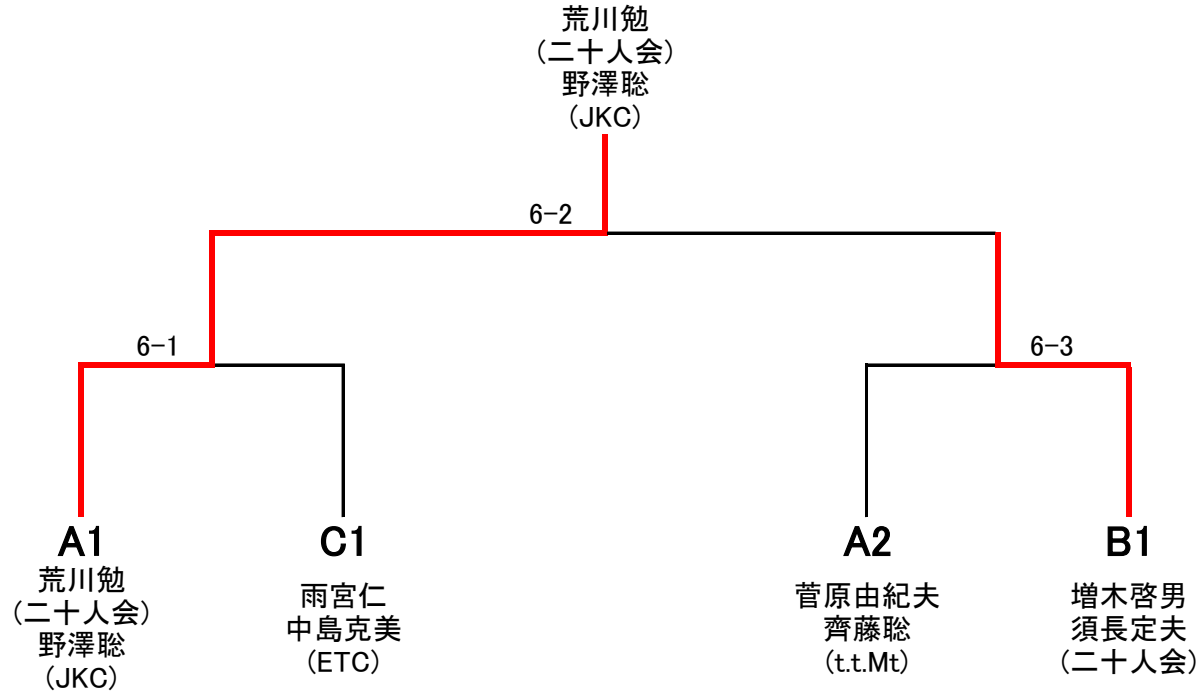 荒川勉
(二十人会)
野澤聡
(JKC)
6-2
6-1
6-3
A1
荒川勉
(二十人会)
野澤聡
(JKC)
C1
雨宮仁
中島克美
(ETC)
A2
菅原由紀夫
齊藤聡
(t.t.Mt)
B1
増木啓男
須長定夫
(二十人会)